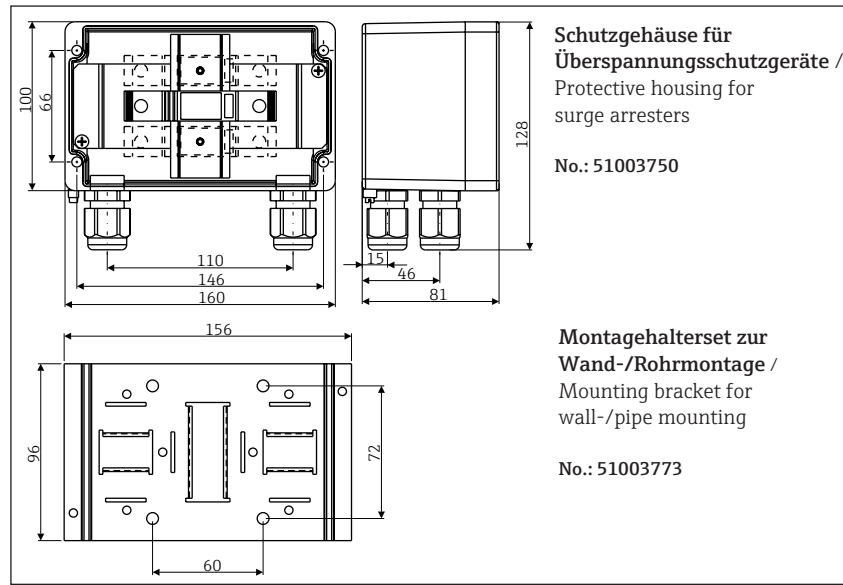 100
66
110
146
160
128
15
46
81
Schutzgehäuse für
Überspannungsschutzgeräte /
Protective housing for
surge arresters
No.: 51003750
156
96
72
60
Montagehalterset zur
Wand-/Rohrmontage /
Mounting bracket for
wall-/pipe mounting
No.: 51003773